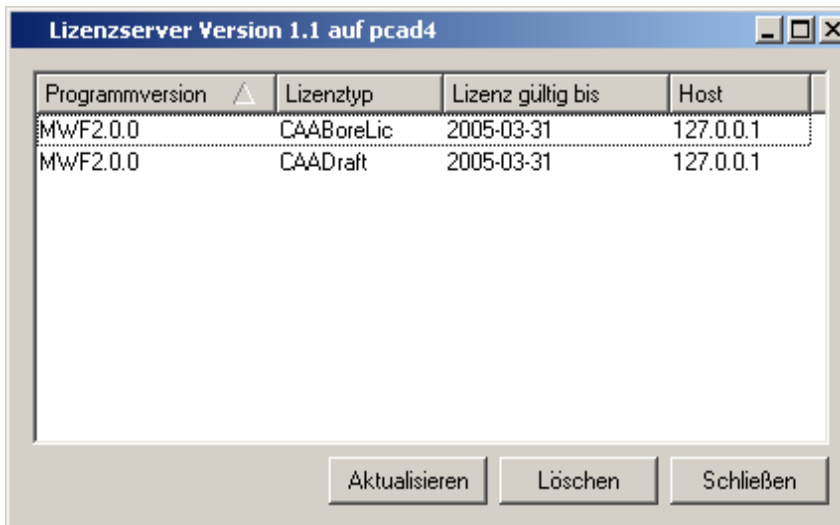 Lizenzserver Version 1.1 auf pcad4
Programmversion Lizenztyp Lizenz gültig bis Host
MWF2.0.0 CAABoreLic 2005-03-31 127.0.0.1
MWF2.0.0 CAADraft 2005-03-31 127.0.0.1
Aktualisieren Löschen Schließen